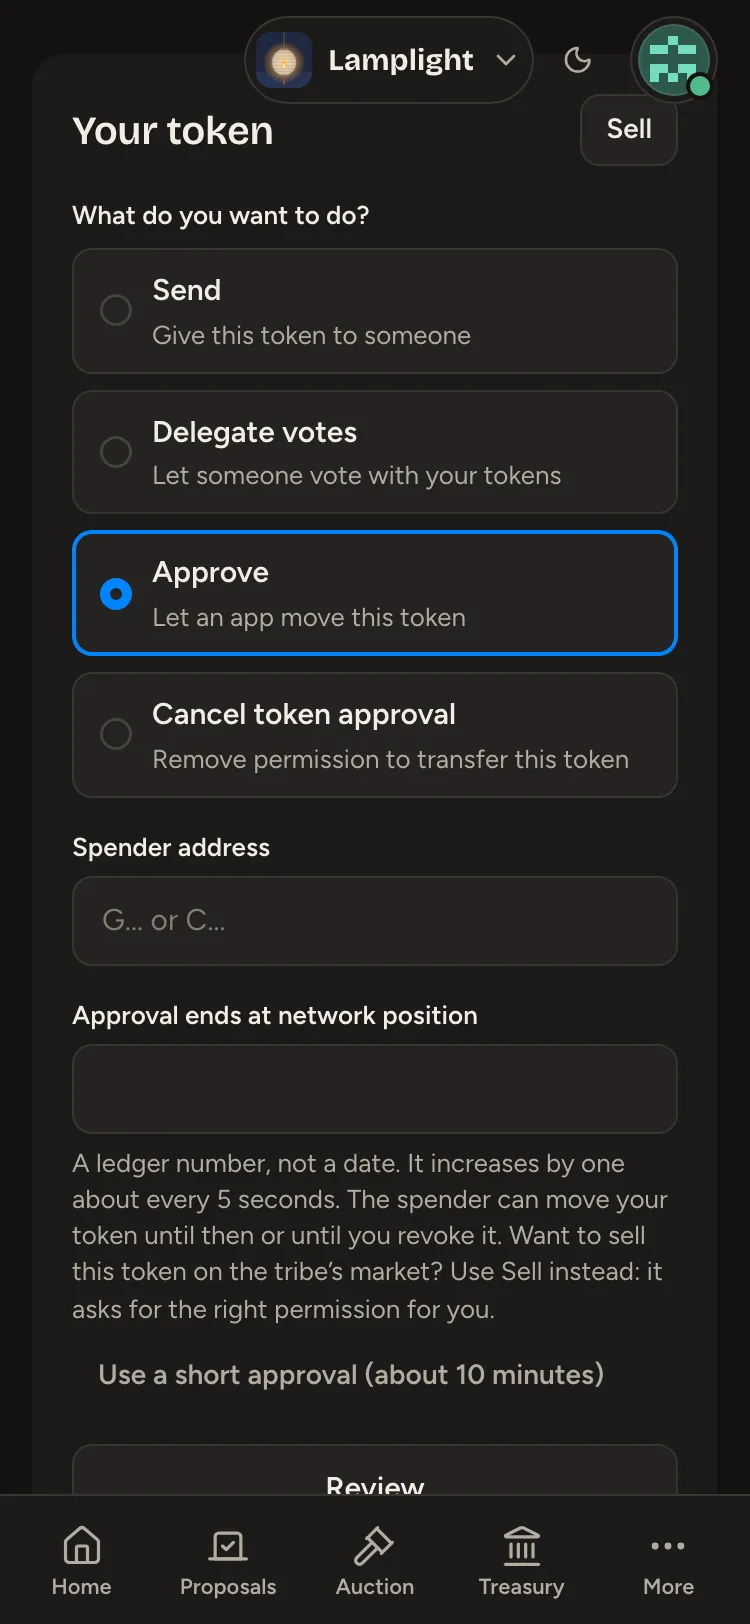 Lamplight
Your token
Sell
What do you want to do?
Send
Give this token to someone
Delegate votes
Let someone vote with your tokens
Approve
Let an app move this token
Cancel token approval
Remove permission to transfer this token
Spender address
G... or C...
Approval ends at network position
A ledger number, not a date. It increases by one
about every 5 seconds. The spender can move your
token until then or until you revoke it. Want to sell
this token on the tribe’s market? Use Sell instead: it
asks for the right permission for you.
Use a short approval (about 10 minutes)
Review
Home
Proposals
Auction
Treasury
More